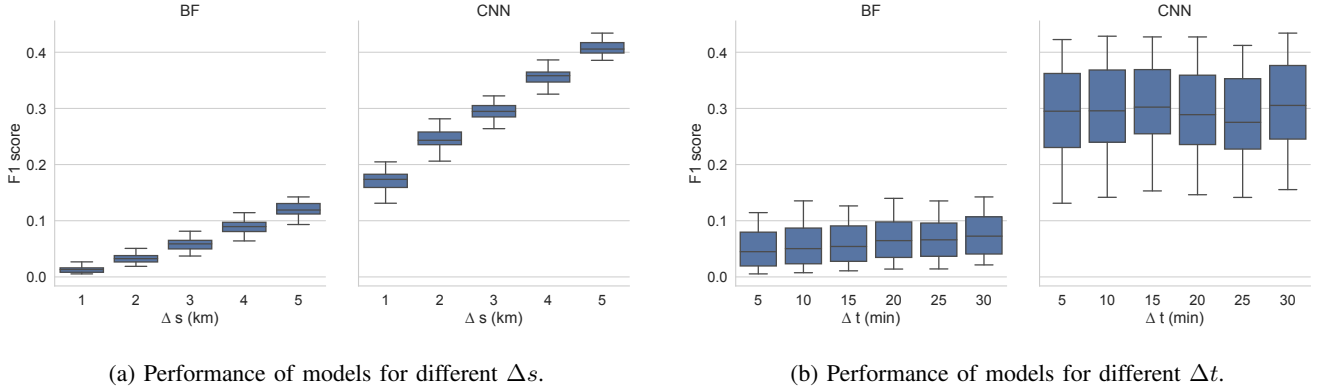 BF
CNN
BF
CNN
F1 score
0.4
0.3
0.2
0.1
0.0
1 2 3 4 5
1 2 3 4 5
Δ s (km)
Δ s (km)
F1 score
0.4
0.3
0.2
0.1
0.0
5 10 15 20 25 30
5 10 15 20 25 30
Δ t (min)
Δ t (min)
(a) Performance of models for different Δs.
(b) Performance of models for different Δt.